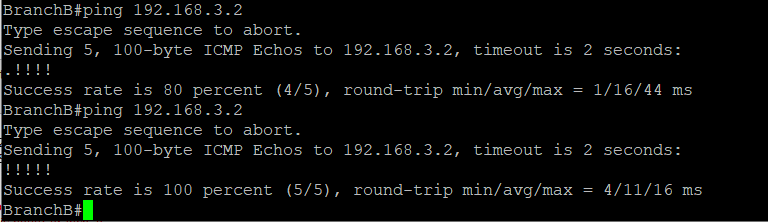 BranchB#ping 192.168.3.2
Type escape sequence to abort.
Sending 5, 100-byte ICMP Echos to 192.168.3.2, timeout is 2 seconds:
.!!!!
Success rate is 80 percent (4/5), round-trip min/avg/max = 1/16/44 ms
BranchB#ping 192.168.3.2
Type escape sequence to abort.
Sending 5, 100-byte ICMP Echos to 192.168.3.2, timeout is 2 seconds:
!!!!!
Success rate is 100 percent (5/5), round-trip min/avg/max = 4/11/16 ms
BranchB#